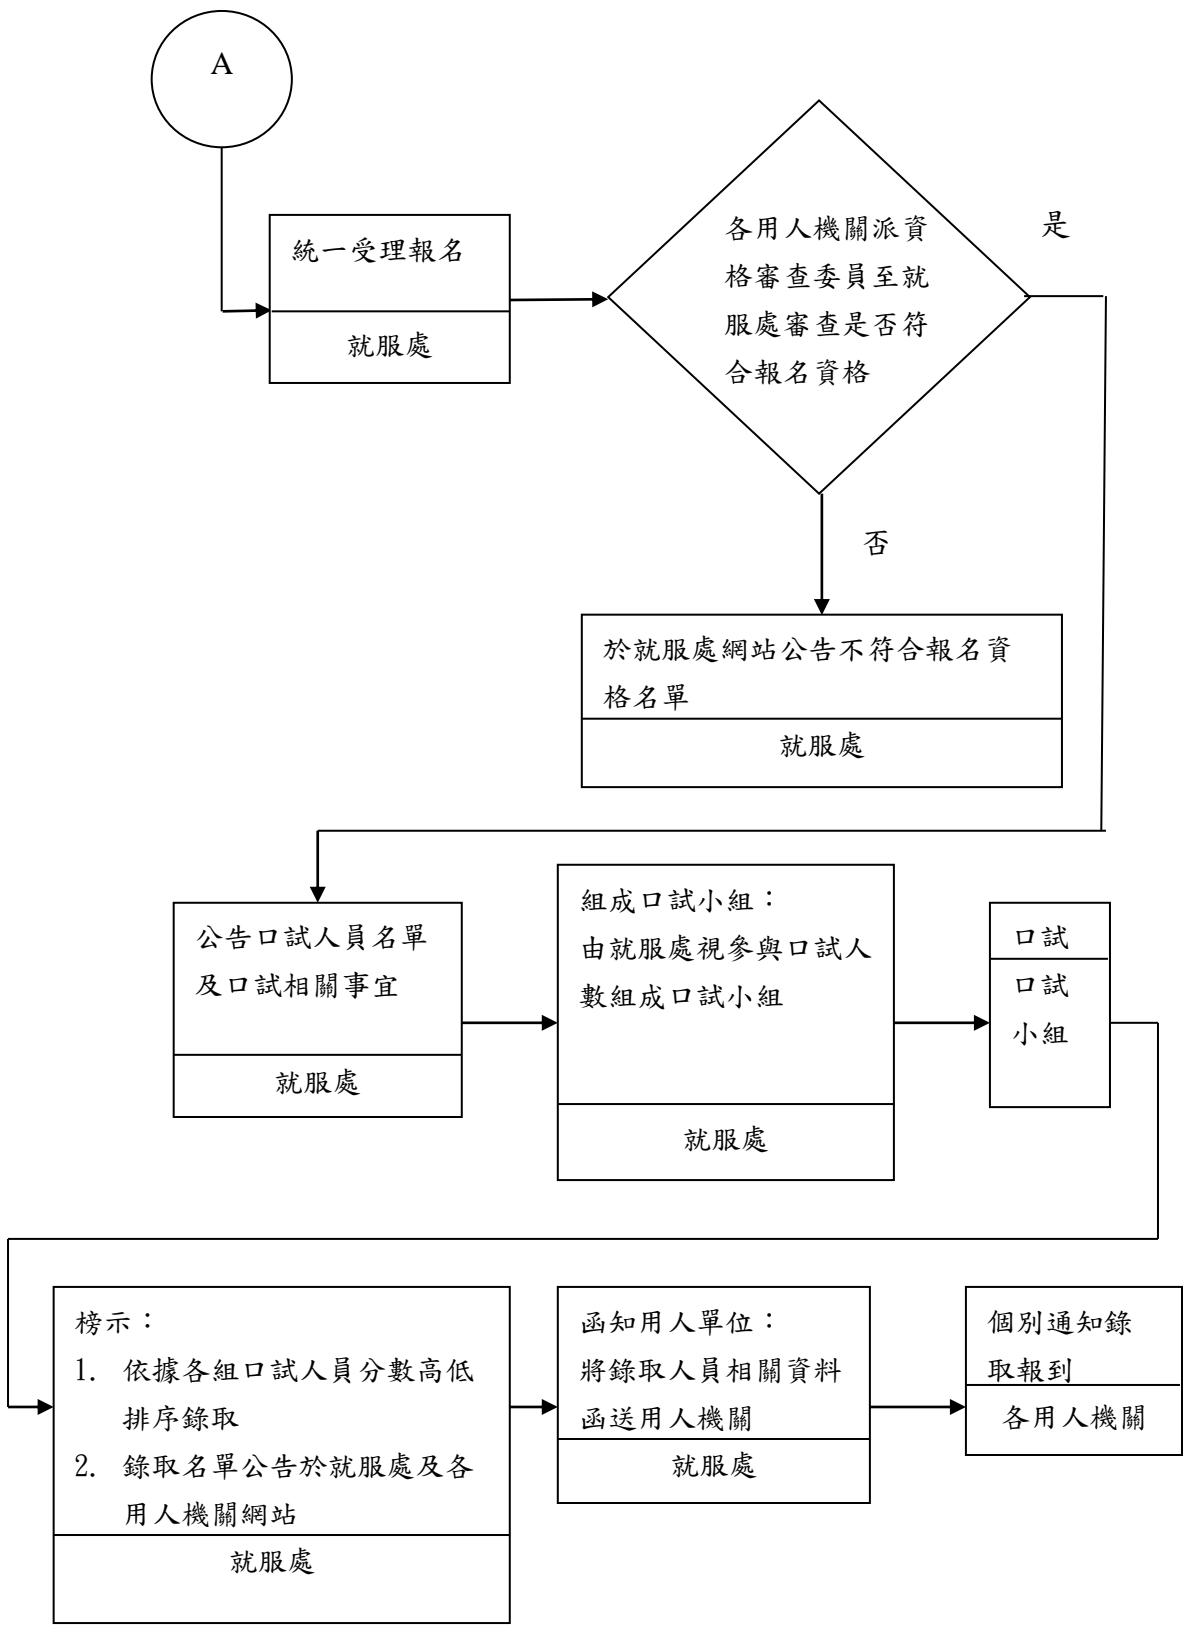 A
統一受理報名
就服處
各用人機關派資
格審查委員至就
服處審查是否符
合報名資格
是
否
於就服處網站公告不符合報名資
格名單
就服處
公告口試人員名單
及口試相關事宜
就服處
組成口試小組：
由就服處視參與口試人
數組成口試小組
就服處
口試
口試
小組
榜示：
1. 依據各組口試人員分數高低
排序錄取
2. 錄取名單公告於就服處及各
用人機關網站
就服處
函知用人單位：
將錄取人員相關資料
函送用人機關
就服處
個別通知錄
取報到
各用人機關